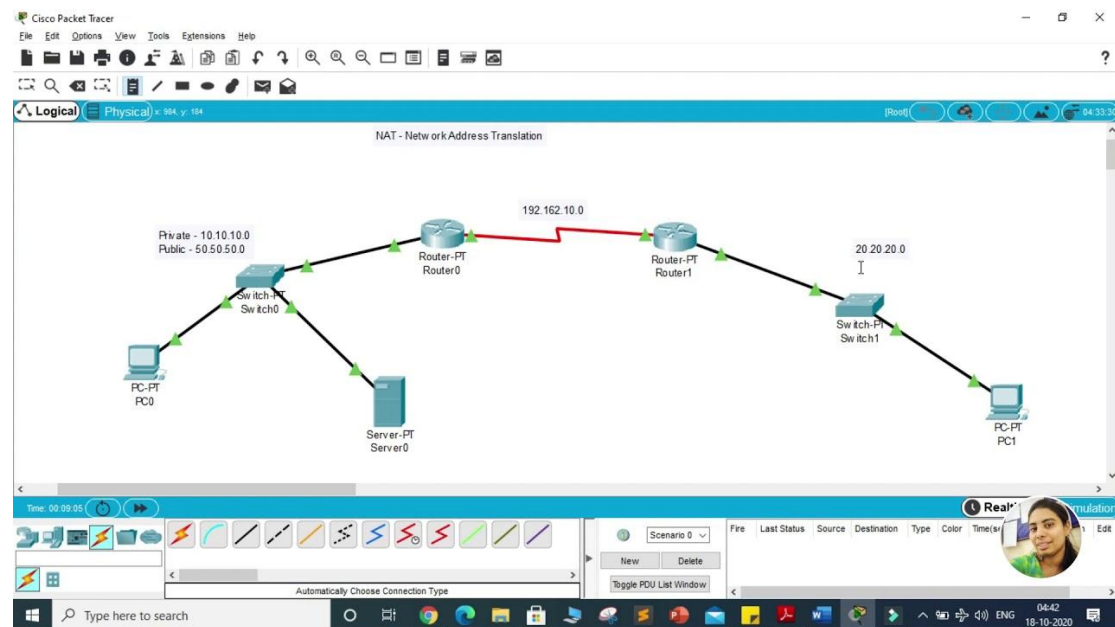 Cisco Packet Tracer
File Edit Options View Tools Extensions Help
?
Logical Physical x: 984, y: 184 [Root] 04:33:30
NAT - Network Address Translation
192.162.10.0
Private - 10.10.10.0
Public - 50.50.50.0
20.20.20.0
Router-PT
Router0
Router-PT
Router1
Switch-PT
Switch0
Switch-PT
Switch1
PC-PT
PC0
Server-PT
Server0
PC-PT
PC1
Time: 00:09:05
Scenario 0
New Delete
Toggle PDU List Window
Fire Last Status Source Destination Type Color Edit
Automatically Choose Connection Type
Type here to search
ENG
04:42
18-10-2020